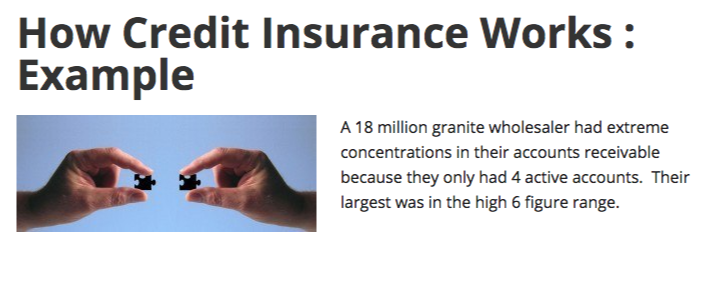 How Credit Insurance Works :
Example
A 18 million granite wholesaler had extreme
concentrations in their accounts receivable
because they only had 4 active accounts.  Their
largest was in the high 6 figure range.